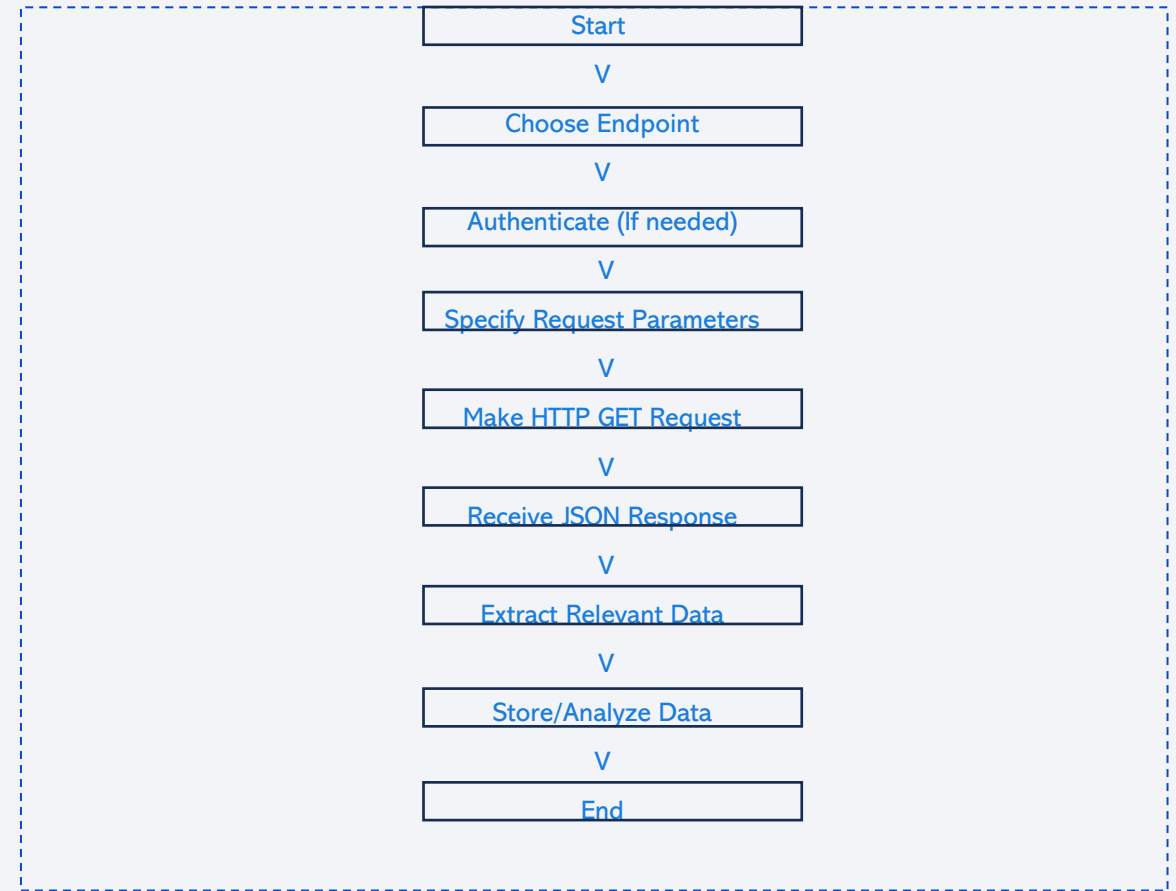 Start
V
Choose Endpoint
V
Authenticate (If needed)
V
Specify Request Parameters
V
Make HTTP GET Request
V
Receive JSON Response
V
Extract Relevant Data
V
Store/Analyze Data
V
End